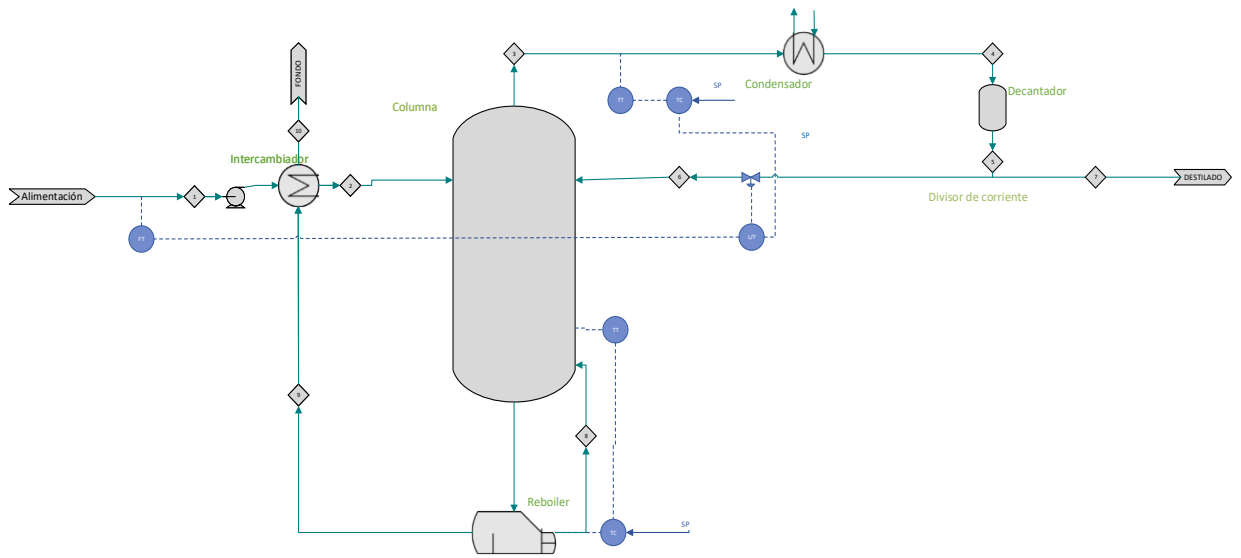 3
4
Condensador
SP
TT
TC
Decantador
Columna
FONDO
10
SP
Intercambiador
5
Alimentación
1
2
6
7
DESTILADO
Divisor de corriente
FT
UY
TT
9
8
Reboiler
TC
SP